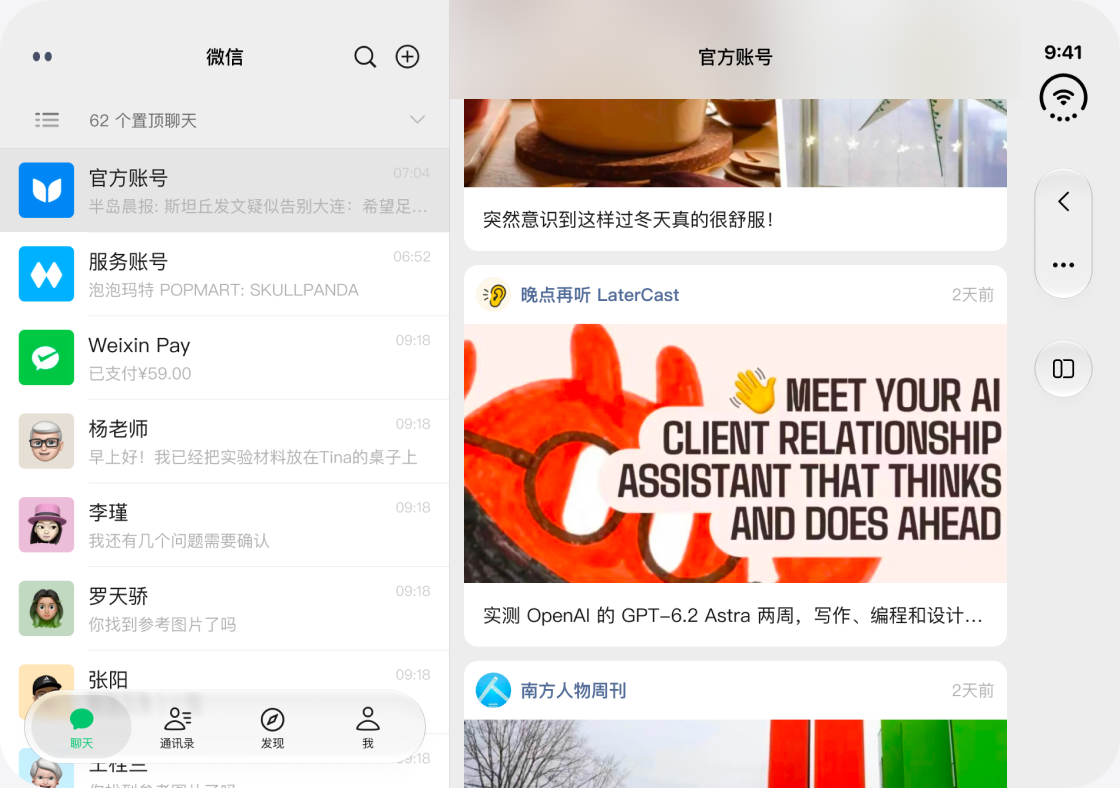 微信
62 个置顶聊天
官方账号
07:04
半岛晨报: 斯坦丘发文疑似告别大连：希望足…
服务账号
06:52
泡泡玛特 POPMART: SKULLPANDA
Weixin Pay
09:18
已支付¥59.00
杨老师
09:18
早上好！我已经把实验材料放在Tina的桌子上
李瑾
09:18
我还有几个问题需要确认
罗天骄
09:18
你找到参考图片了吗
张阳
09:18
聊天
通讯录
发现
我
官方账号
突然意识到这样过冬天真的很舒服！
晚点再听 LaterCast
2天前
👋 MEET YOUR AI
CLIENT RELATIONSHIP
ASSISTANT THAT THINKS
AND DOES AHEAD
实测 OpenAI 的 GPT-6.2 Astra 两周，写作、编程和设计…
南方人物周刊
2天前
9:41